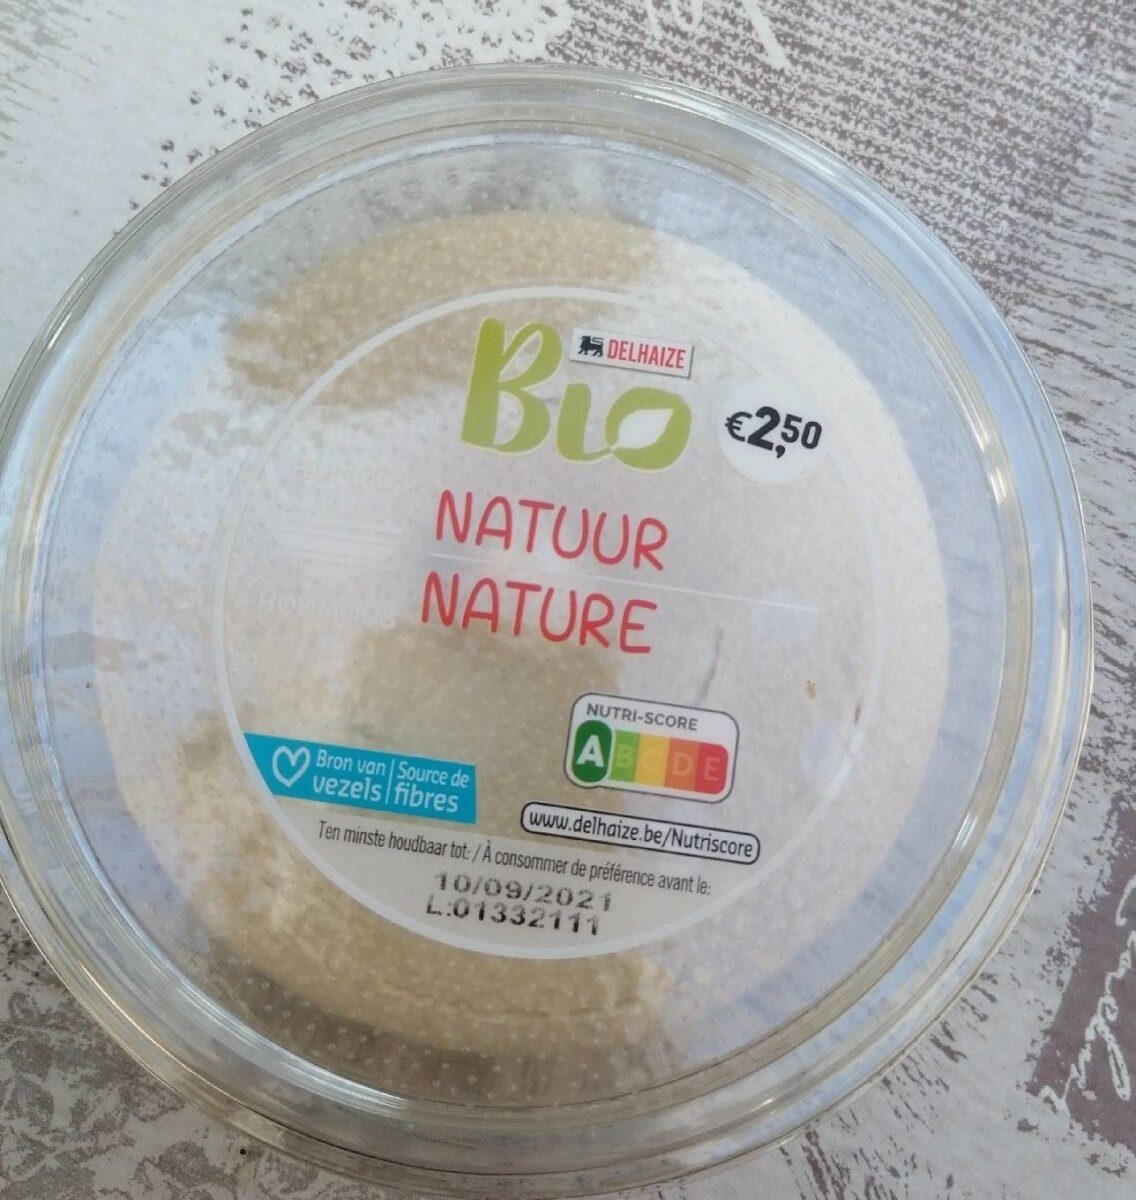 DELHAIZE
Bio
€2,50
HOUMOUS
NATUUR
NATURE
NUTRI-SCORE
A B C D E
Bron van vezels | Source de fibres
www.delhaize.be/Nutriscore
Ten minste houdbaar tot: / À consommer de préférence avant le:
10/09/2021
L.:01332111